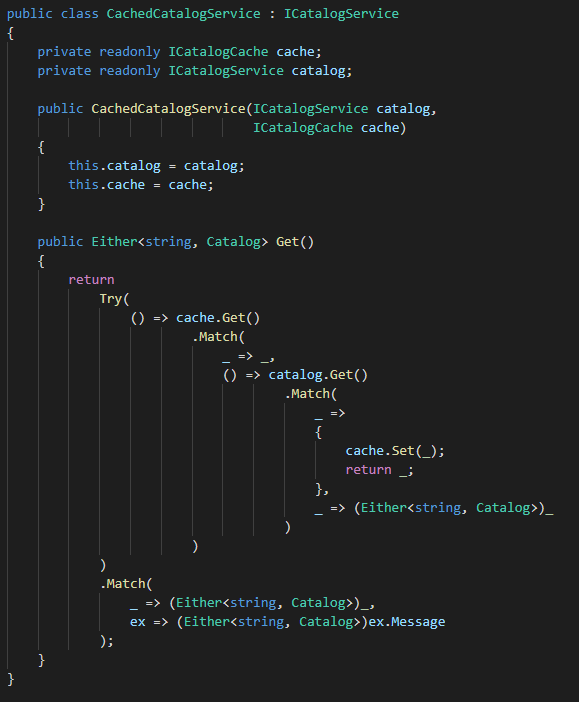 public class CachedCatalogService : ICatalogService
{
    private readonly ICatalogCache cache;
    private readonly ICatalogService catalog;

    public CachedCatalogService(ICatalogService catalog,
                                ICatalogCache cache)
    {
        this.catalog = catalog;
        this.cache = cache;
    }

    public Either<string, Catalog> Get()
    {
        return
            Try(
                () => cache.Get()
                        .Match(
                            _ => _,
                            () => catalog.Get()
                                    .Match(
                                        _ =>
                                        {
                                            cache.Set(_);
                                            return _;
                                        },
                                        _ => (Either<string, Catalog>)_
                                    )
                        )
            )
            .Match(
                _ => (Either<string, Catalog>)_,
                ex => (Either<string, Catalog>)ex.Message
            );
    }
}